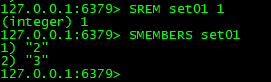 127.0.0.1:6379> SREM set01 1
(integer) 1
127.0.0.1:6379> SMEMBERS set01
1) "2"
2) "3"
127.0.0.1:6379>